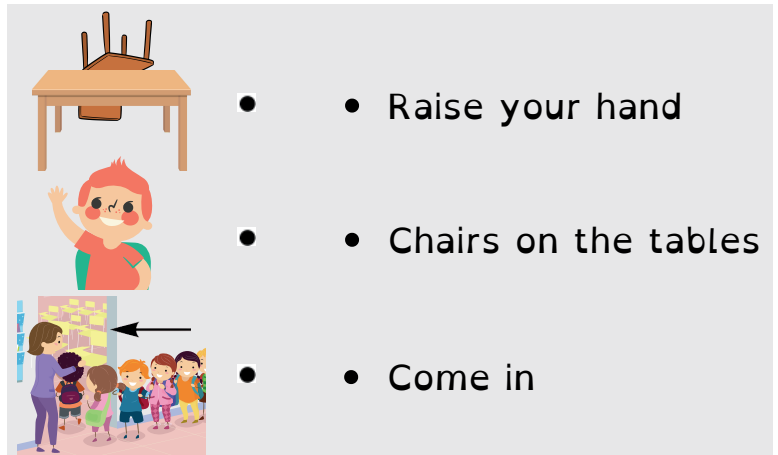 Raise your hand
Chairs on the tables
Come in